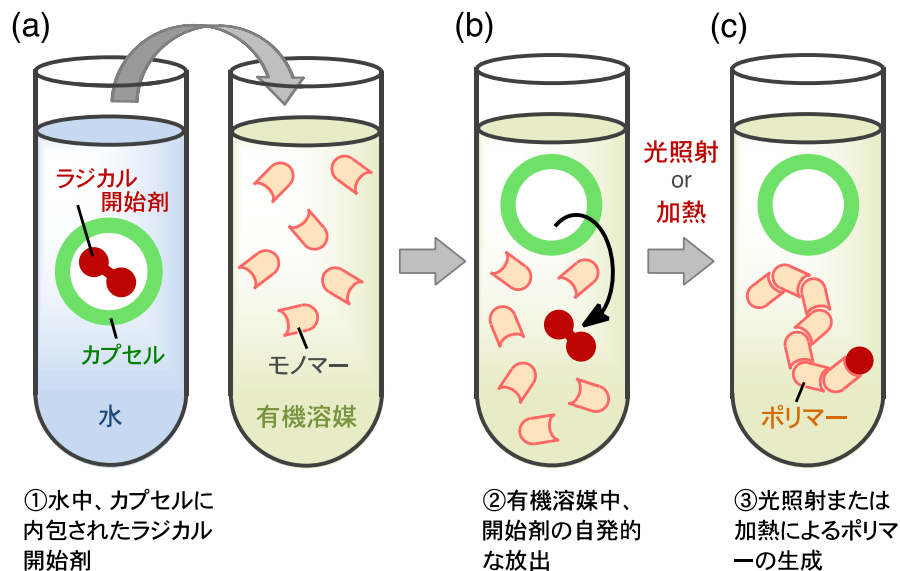 (a)
(b)
(c)
ラジカル
開始剤
カプセル
水
モノマー
有機溶媒
光照射
or
加熱
ポリマー
①水中、カプセルに
内包されたラジカル
開始剤
②有機溶媒中、
開始剤の自発的
な放出
③光照射または
加熱によるポリマ
ーの生成